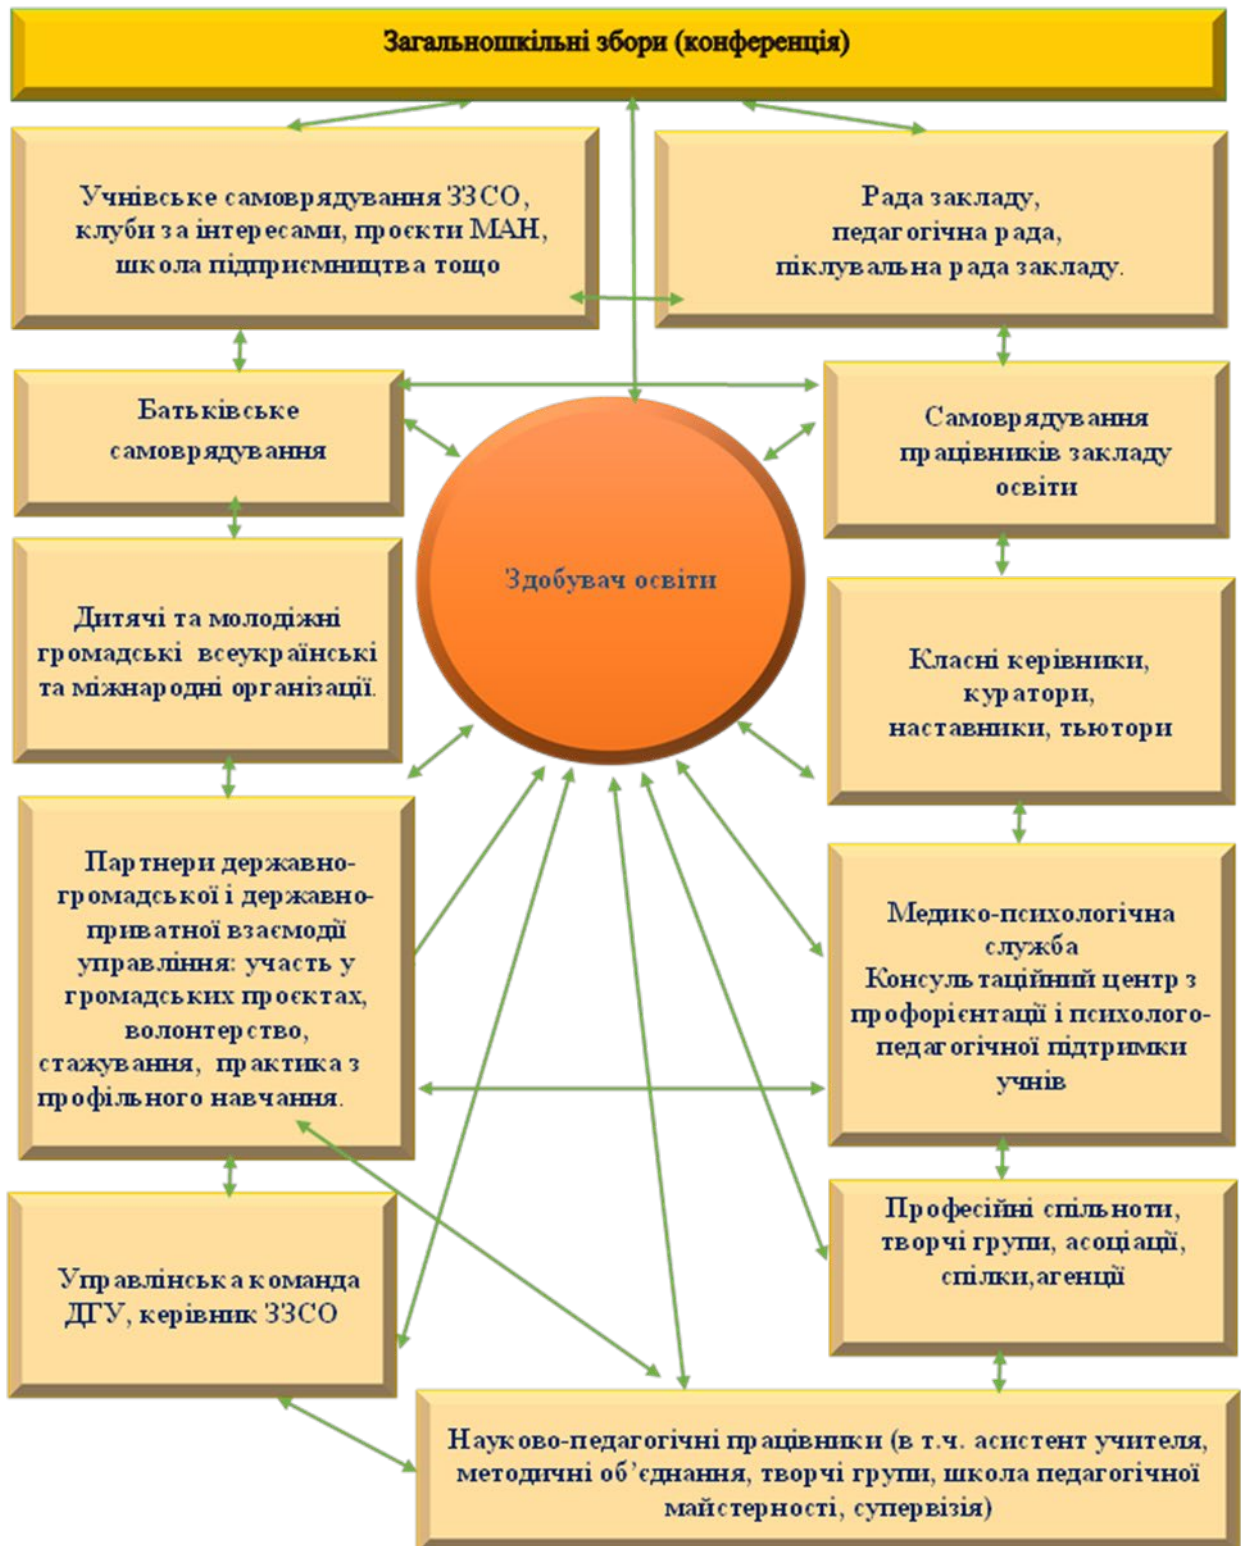 Загальношкільні збори (конференція)
Учнівське самоврядування ЗЗСО,
клуби за інтересами, проєкти МАН,
школа підприємництва тощо
Рада закладу,
педагогічна рада,
піклувальна рада закладу.
Батьківське
самоврядування
Самоврядування
працівників закладу
освіти
Здобувач освіти
Дитячі та молодіжні
громадські всеукраїнські
та міжнародні організації.
Класні керівники,
куратори,
наставники, тьютори
Партнери державно-
громадської і державно-
приватної взаємодії
управління: участь у
громадських проєктах,
волонтерство,
стажування, практика з
профільного навчання.
Медико-психологічна
служба
Консультаційний центр з
профорієнтації і психолого-
педагогічної підтримки
учнів
Управлінська команда
ДГУ, керівник ЗЗСО
Професійні спільноти,
творчі групи, асоціації,
спілки,агенції
Науково-педагогічні працівники (в т.ч. асистент учителя,
методичні об’єднання, творчі групи, школа педагогічної
майстерності, супервізія)